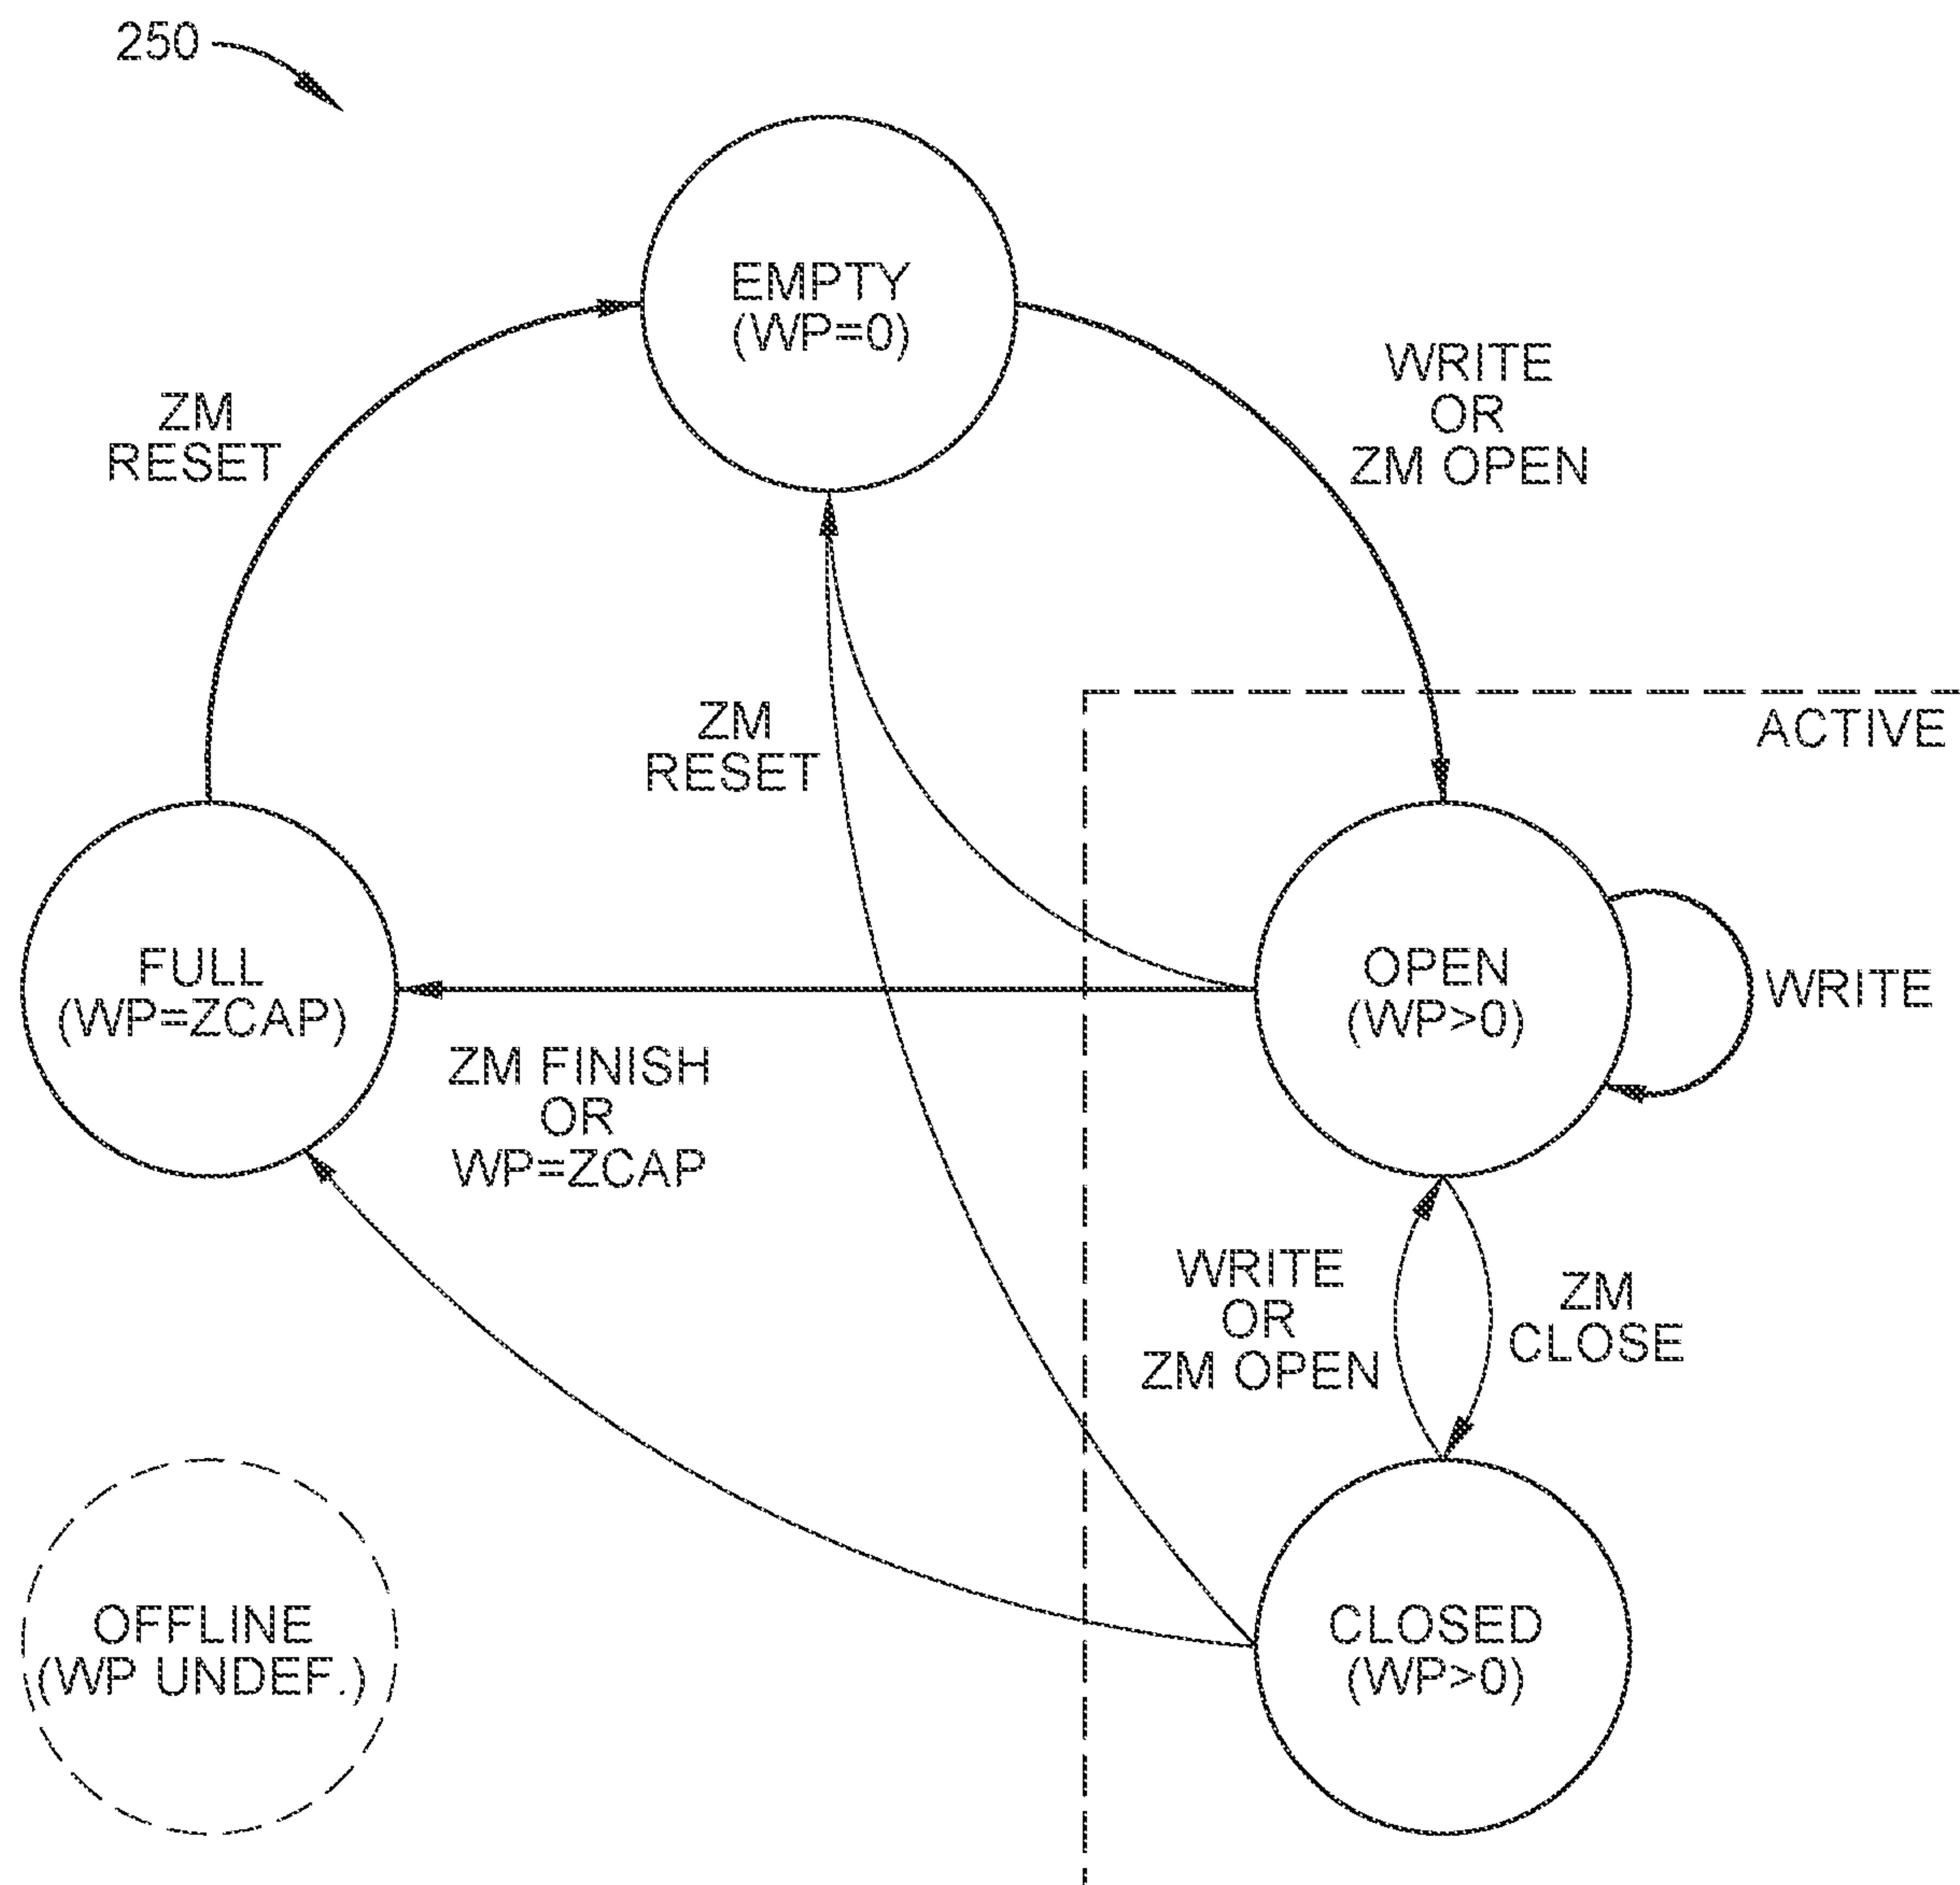 250
EMPTY
(WP=0)
WRITE
OR
ZM OPEN
ZM
RESET
ZM
RESET
ACTIVE
FULL
(WP=ZCAP)
OPEN
(WP>0)
WRITE
ZM FINISH
OR
WP=ZCAP
WRITE
OR
ZM OPEN
ZM
CLOSE
OFFLINE
(WP UNDEF.)
CLOSED
(WP>0)